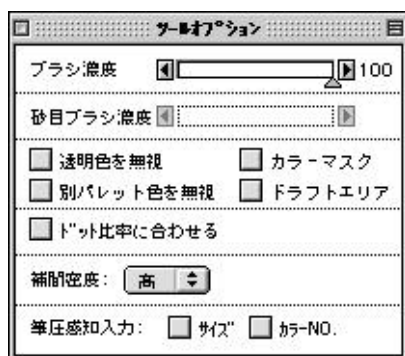 ツールオプション
ブラシ濃度 100
砂目ブラシ濃度
透明色を無視 カラーマスク
別パレット色を無視 ドラフトエリア
ドット比率に合わせる
補間密度: 高
筆圧感知入力: サイズ カラーNO.